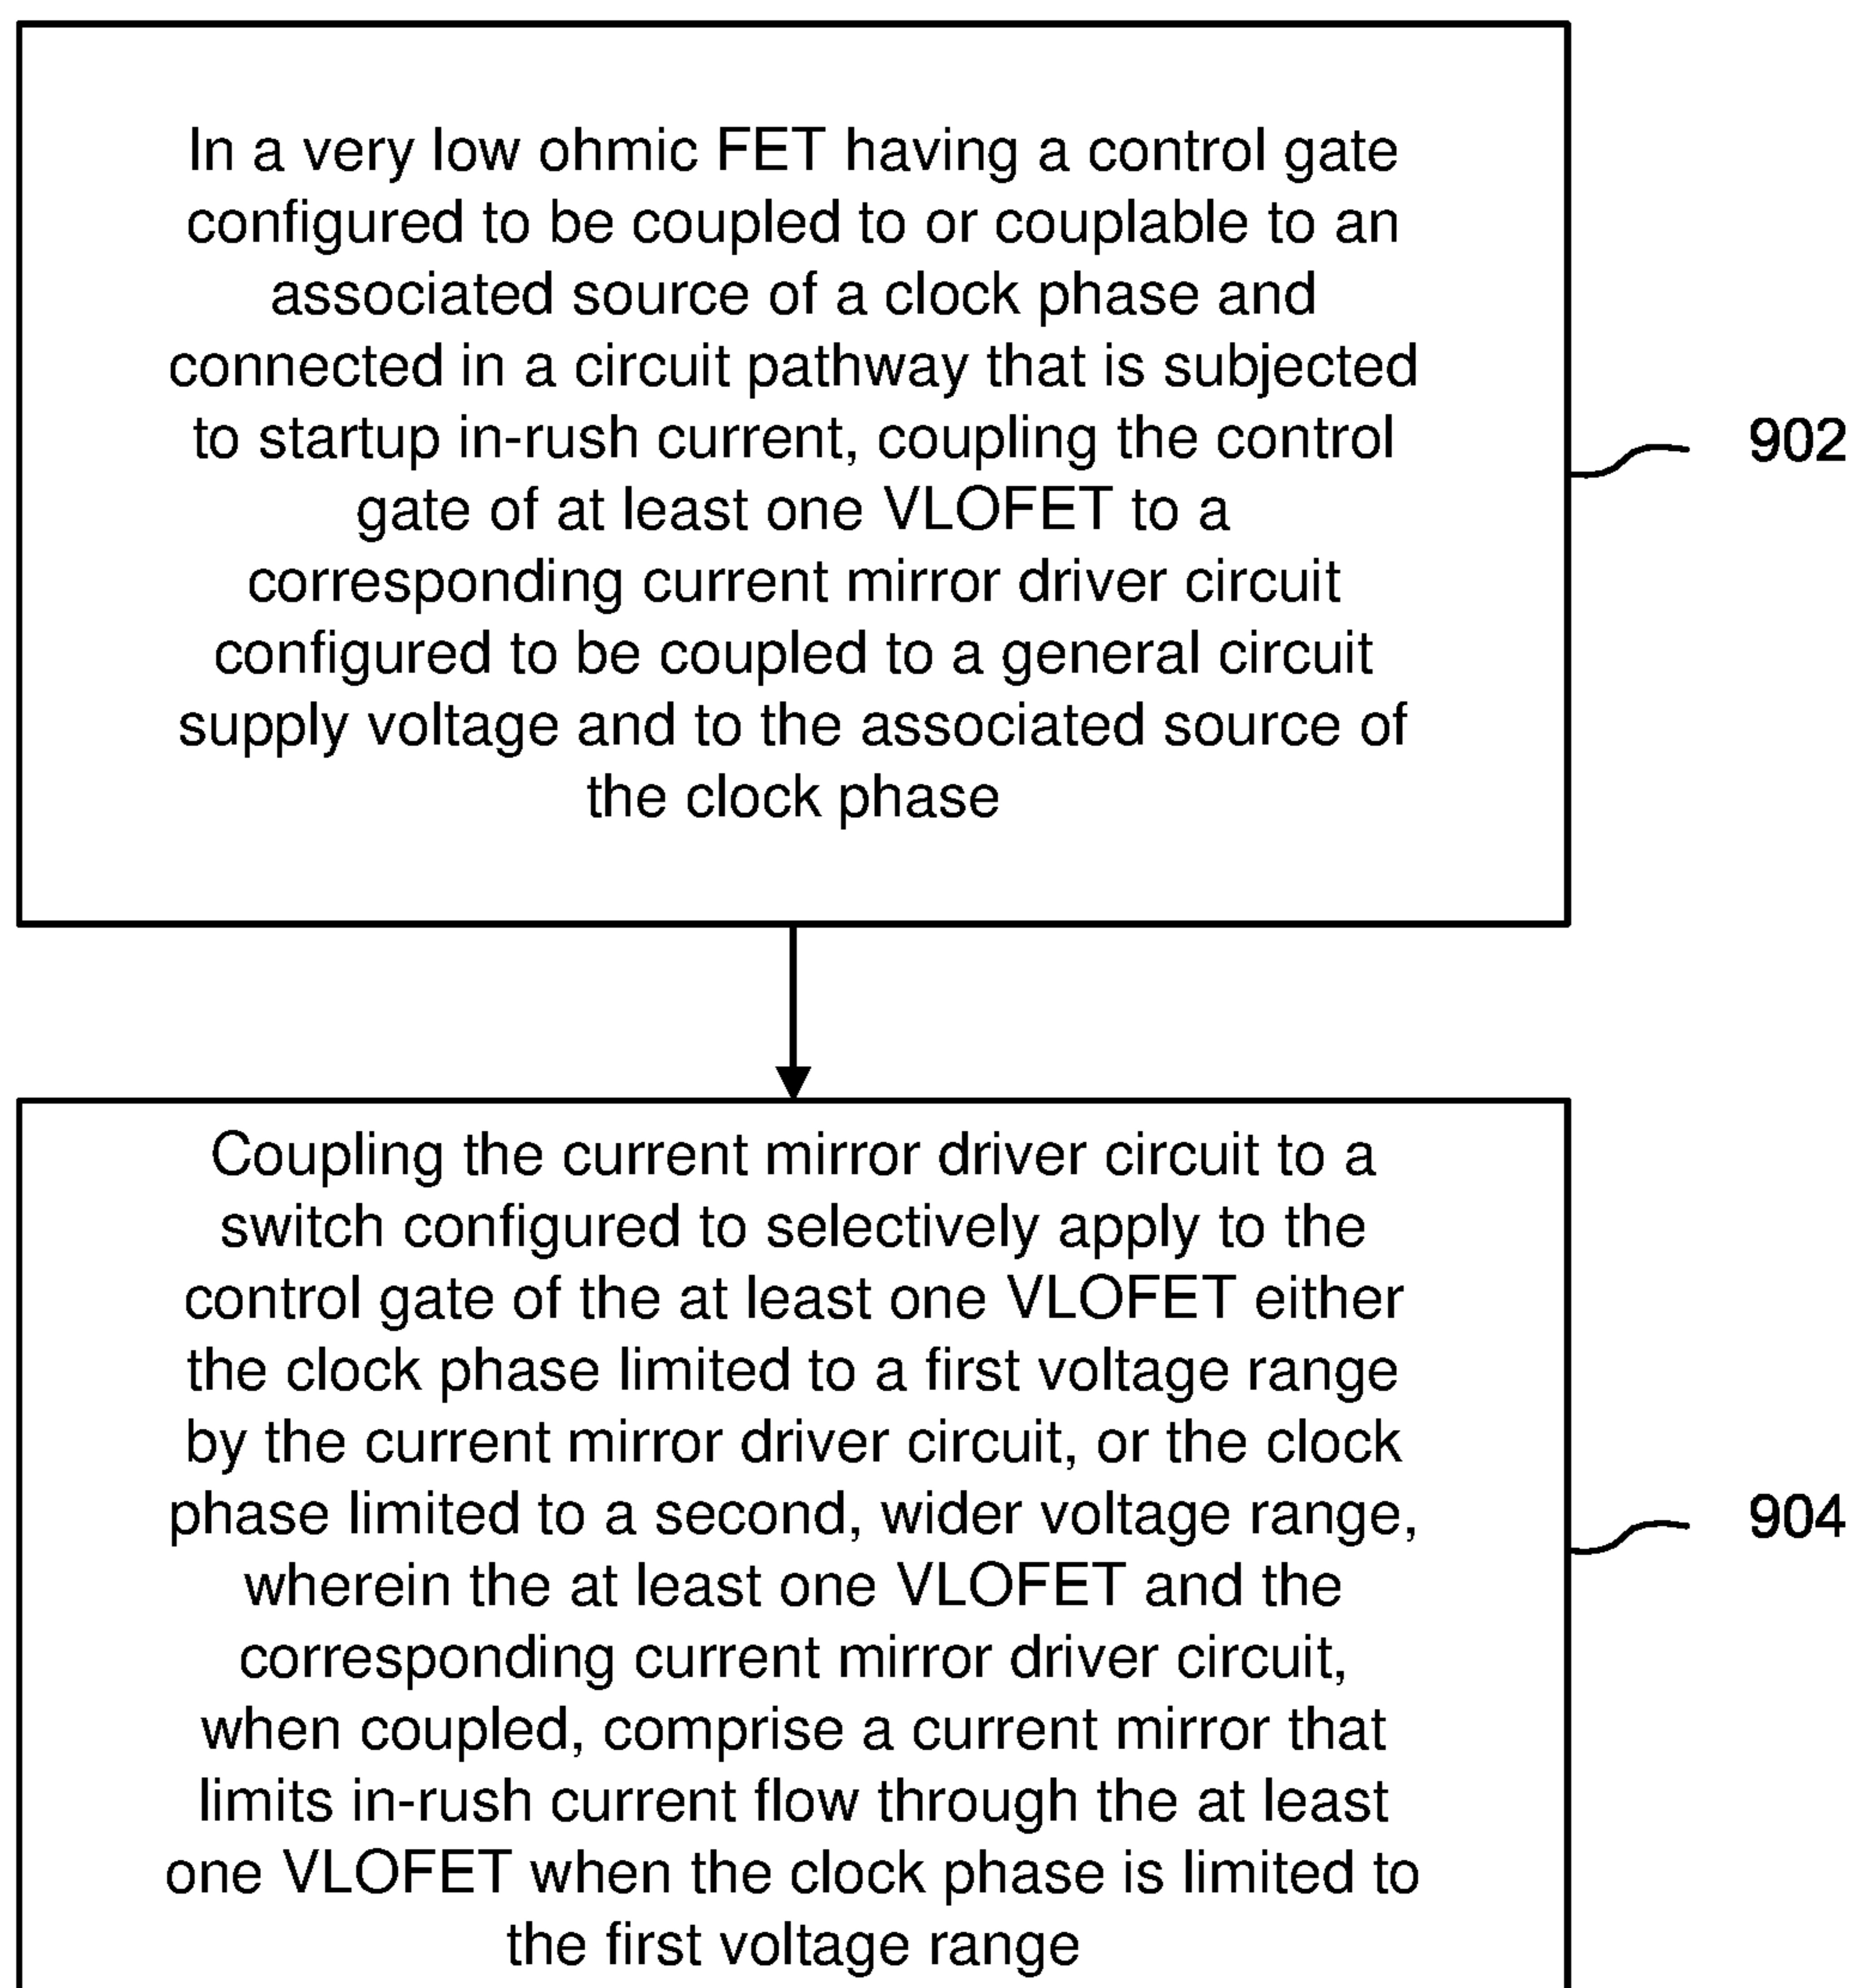 In a very low ohmic FET having a control gate
configured to be coupled to or couplable to an
associated source of a clock phase and
connected in a circuit pathway that is subjected
to startup in-rush current, coupling the control
gate of at least one VLOFET to a
corresponding current mirror driver circuit
configured to be coupled to a general circuit
supply voltage and to the associated source of
the clock phase
902
Coupling the current mirror driver circuit to a
switch configured to selectively apply to the
control gate of the at least one VLOFET either
the clock phase limited to a first voltage range
by the current mirror driver circuit, or the clock
phase limited to a second, wider voltage range,
wherein the at least one VLOFET and the
corresponding current mirror driver circuit,
when coupled, comprise a current mirror that
limits in-rush current flow through the at least
one VLOFET when the clock phase is limited to
the first voltage range
904